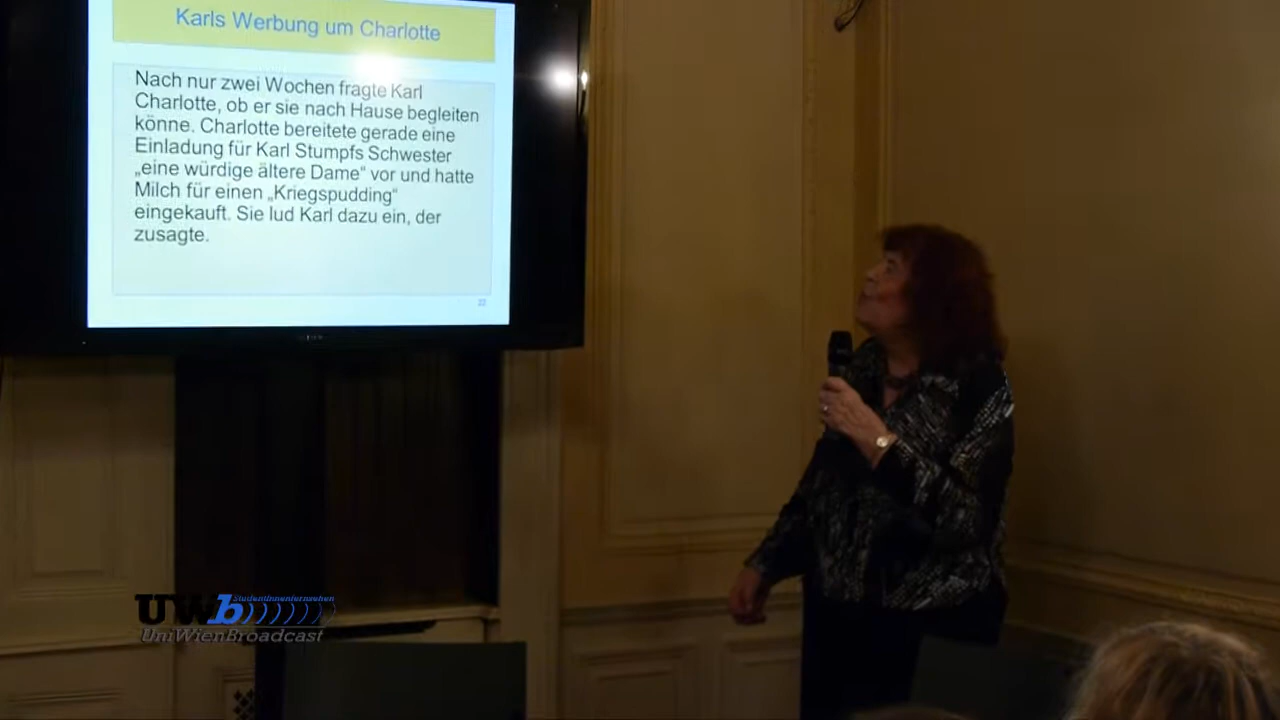 Karls Werbung um Charlotte
Nach nur zwei Wochen fragte Karl
Charlotte, ob er sie nach Hause begleiten
könne. Charlotte bereitete gerade eine
Einladung für Karl Stumpfs Schwester
„eine würdige ältere Dame“ vor und hatte
Milch für einen „Kriegspudding“
eingekauft. Sie lud Karl dazu ein, der
zusagte.
22
UWb Studentinnenfernsehen
UniWienBroadcast